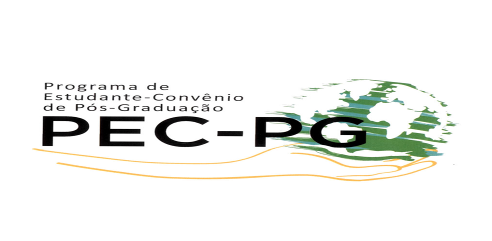 Programa de
Estudante-Convênio
de Pós-Graduação
PEC-PG